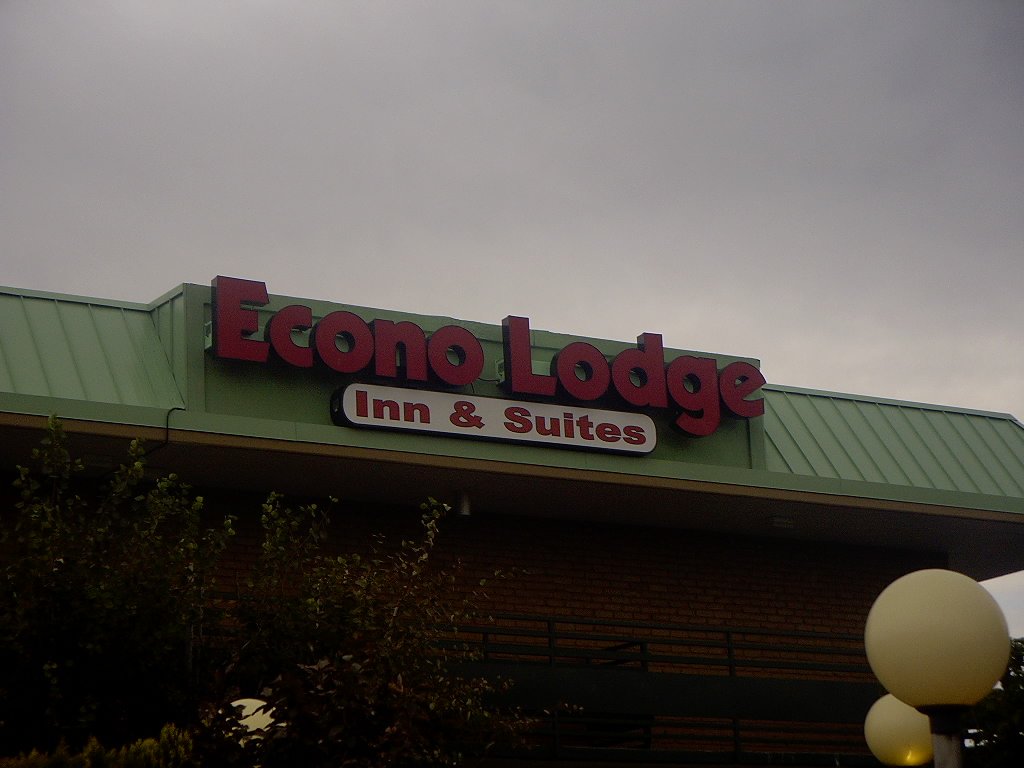 Econo Lodge
Inn & Suites